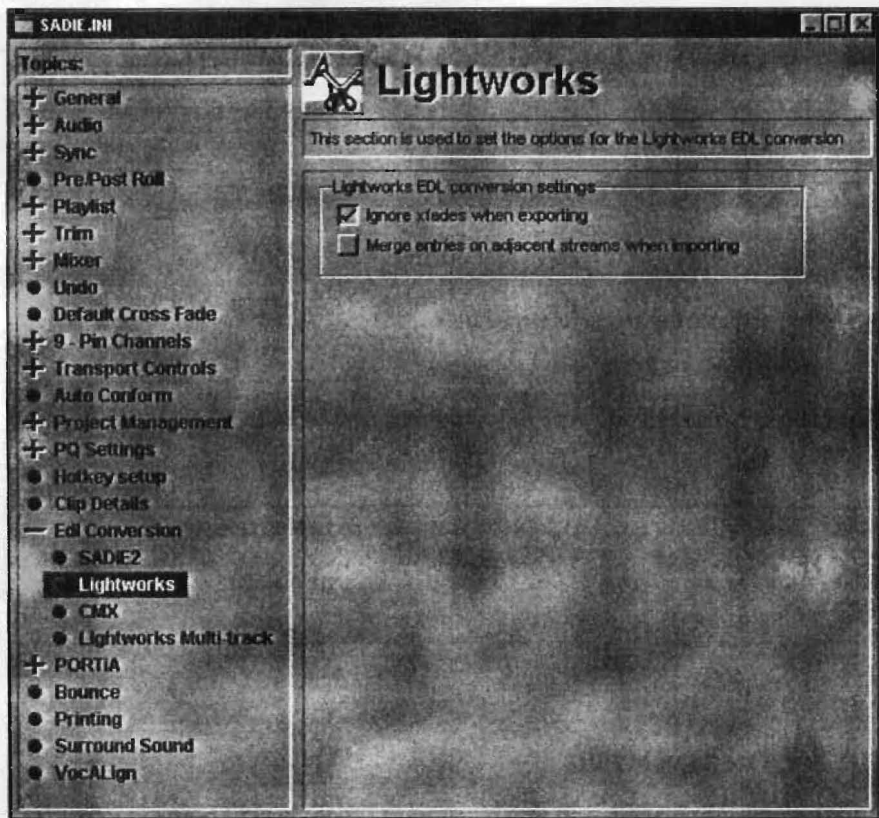 SADIE.INI
Topics:
General
Audio
Sync
Pre/Post Roll
Playlist
Trim
Mixer
Undo
Default Cross Fade
9 - Pin Channels
Transport Controls
Auto Conform
Project Management
PQ Settings
Hotkey setup
Clip Details
Edl Conversion
SADIE2
Lightworks
CMX
Lightworks Multi-track
PORTIA
Bounce
Printing
Surround Sound
VocALign
Lightworks
This section is used to set the options for the Lightworks EDL conversion
Lightworks EDL conversion settings
Ignore xfades when exporting
Merge entries on adjacent streams when importing